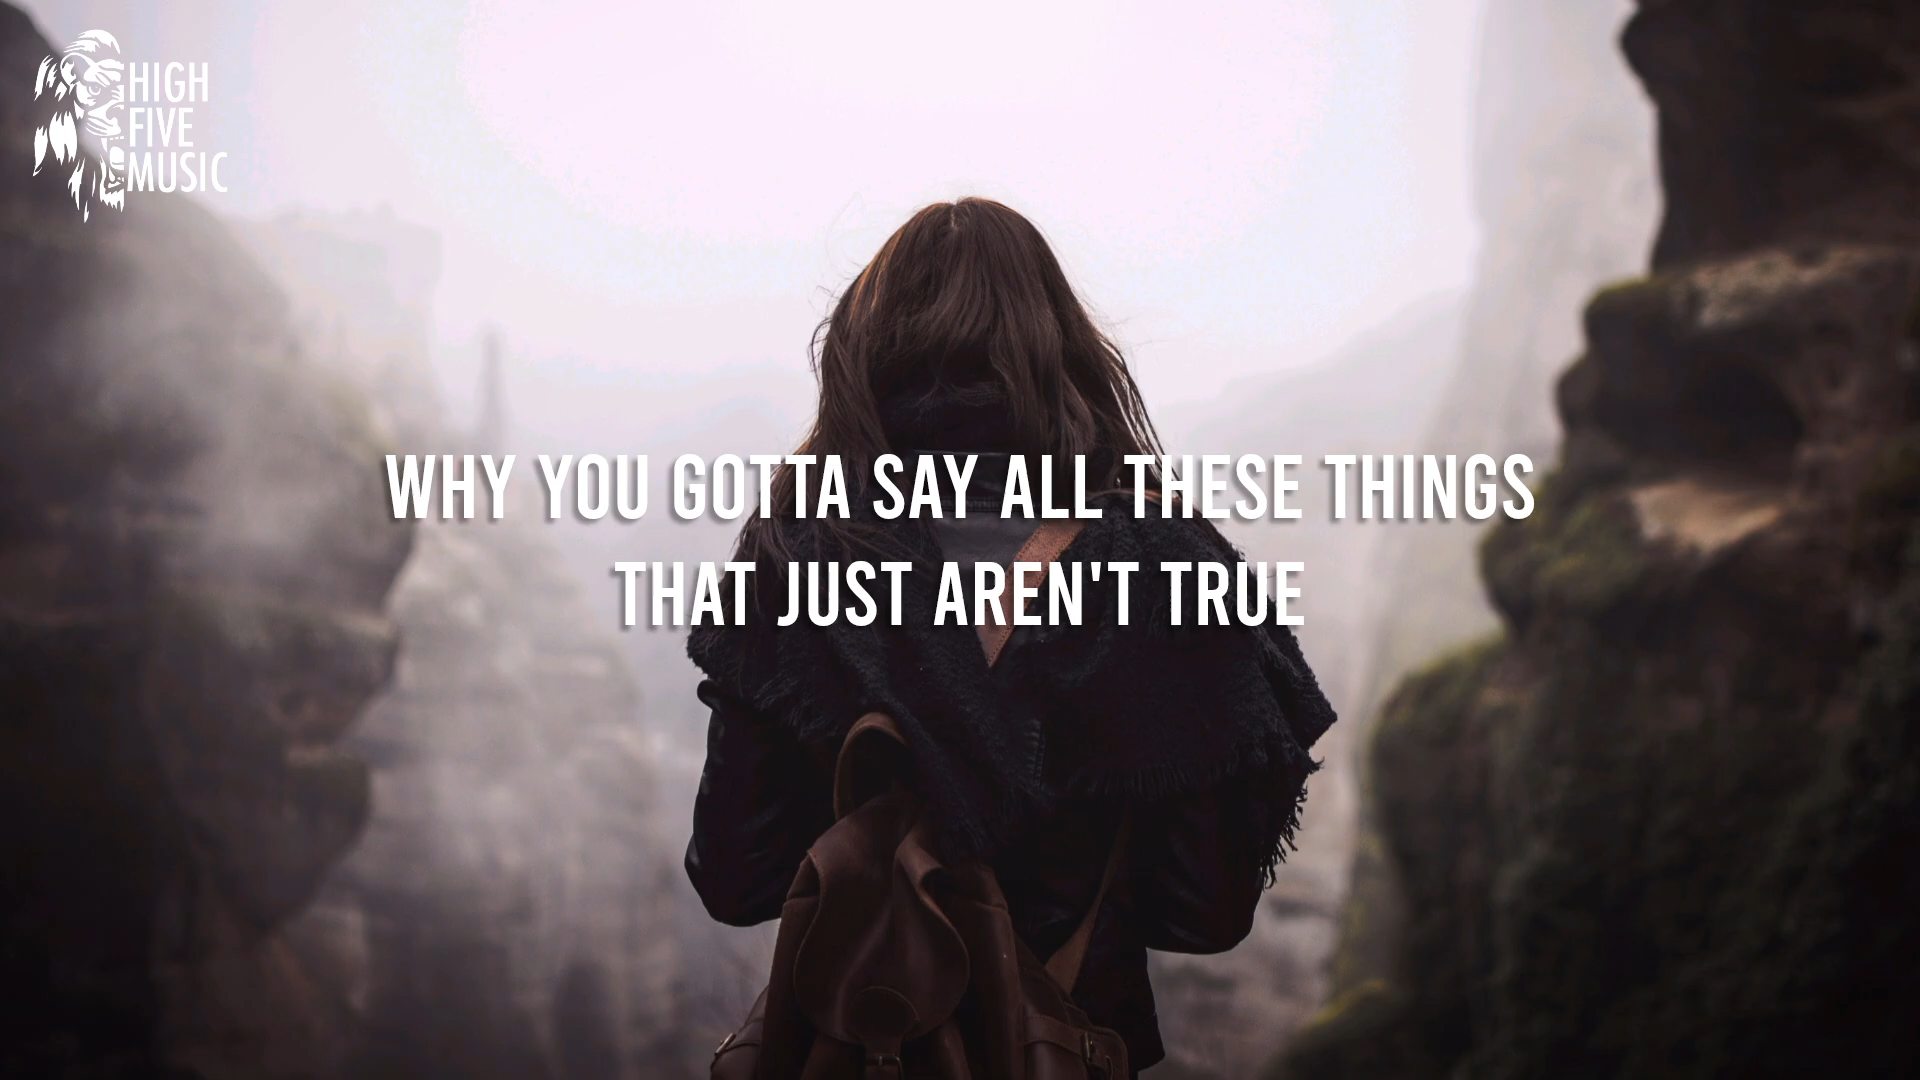 HIGH
FIVE
MUSIC
WHY YOU GOTTA SAY ALL THESE THINGS
THAT JUST AREN'T TRUE